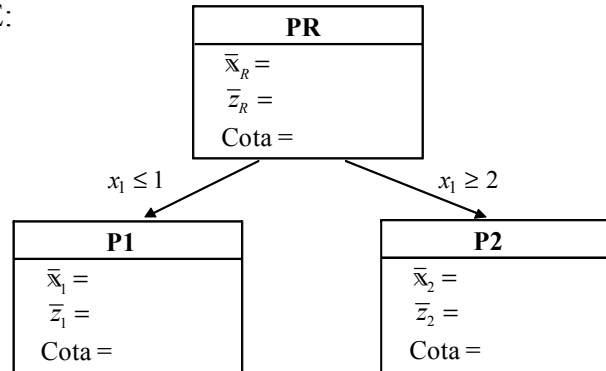 E:
PR
x̄_R =
z̄_R =
Cota =
x₁ ≤ 1
x₁ ≥ 2
P1
x̄₁ =
z̄₁ =
Cota =
P2
x̄₂ =
z̄₂ =
Cota =